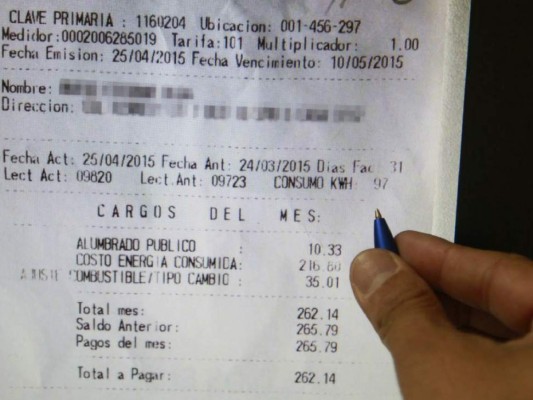 CLAVE PRIMARIA : 1160204 Ubicacion: 001-456-297
Medidor:0002006285019 Tarifa:101 Multiplicador: 1.00
Fecha Emision: 25/04/2015 Fecha Vencimiento: 10/05/2015
Nombre:
Direccion:
Fecha Act: 25/04/2015 Fecha Ant: 24/03/2015 Dias Fac: 31
Lect Act: 09820 Lect.Ant: 09723 CONSUMO KWH: 97
CARGOS DEL MES:
ALUMBRADO PUBLICO : 10.33
COSTO ENERGIA CONSUMIDA: 216.80
AJUSTE COMBUSTIBLE/TIPO CAMBIO : 35.01
Total mes: 262.14
Saldo Anterior: 265.79
Pagos del mes: 265.79
Total a Pagar: 262.14